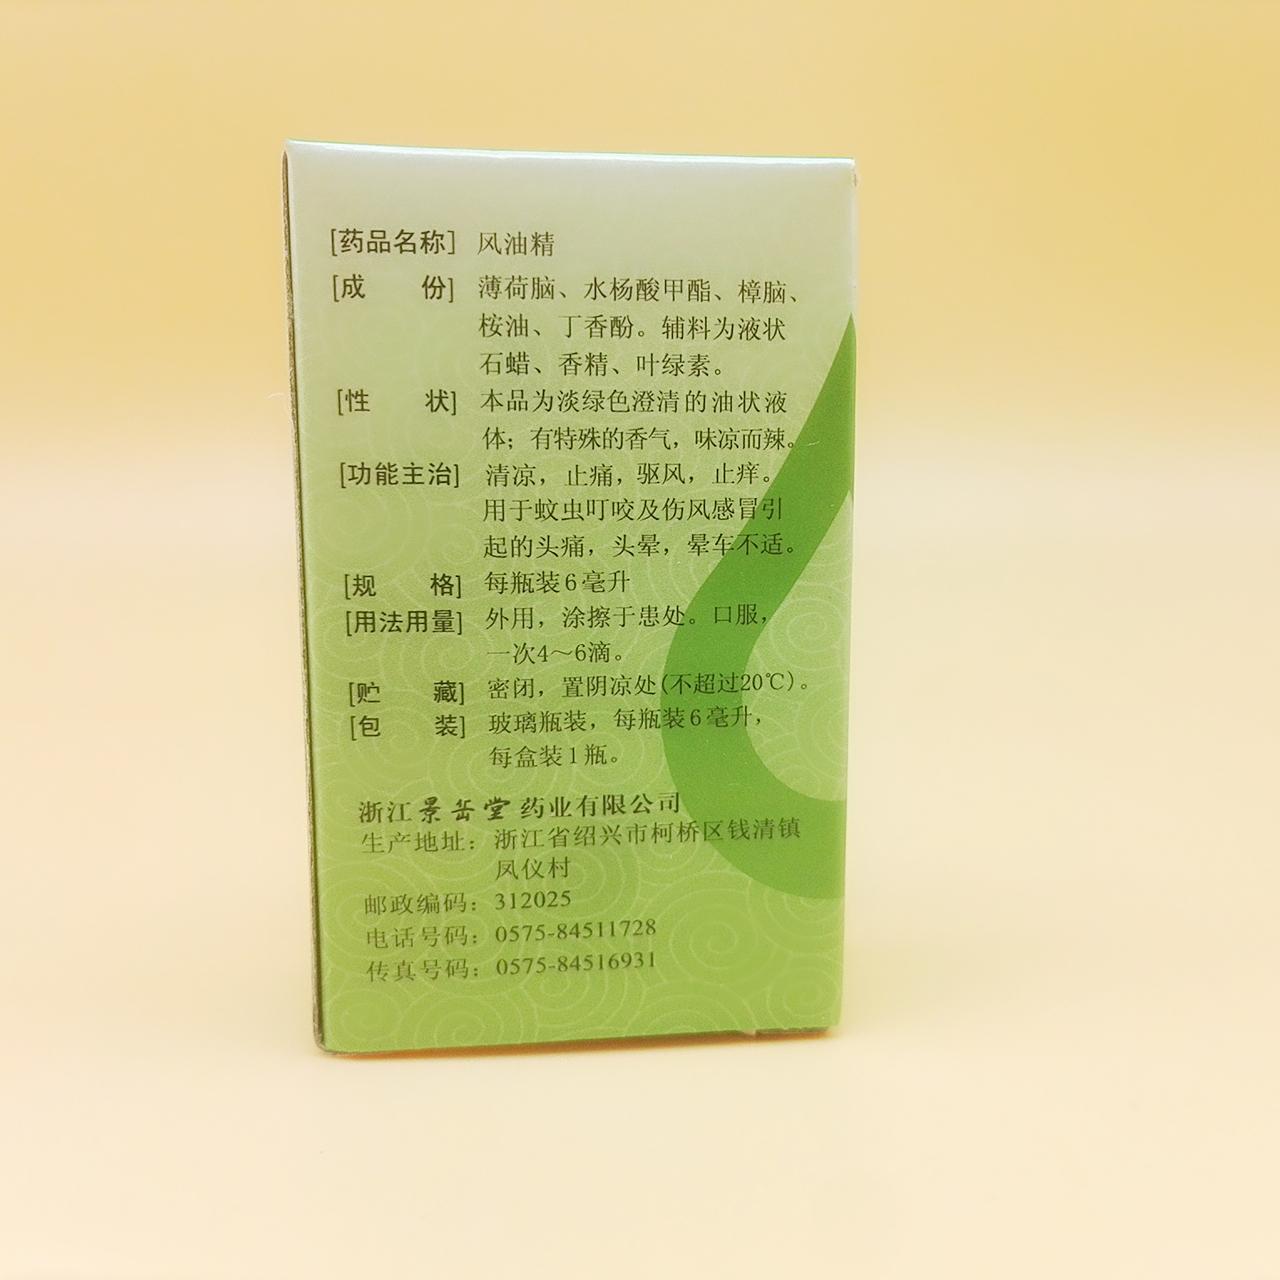 [药品名称] 风油精
[成 份] 薄荷脑、水杨酸甲酯、樟脑、
桉油、丁香酚。辅料为液状
石蜡、香精、叶绿素。
[性 状] 本品为淡绿色澄清的油状液
体；有特殊的香气，味凉而辣。
[功能主治] 清凉，止痛，驱风，止痒。
用于蚊虫叮咬及伤风感冒引
起的头痛，头晕，晕车不适。
[规 格] 每瓶装6毫升
[用法用量] 外用，涂擦于患处。口服，
一次4～6滴。
[贮 藏] 密闭，置阴凉处(不超过20℃)。
[包 装] 玻璃瓶装，每瓶装6毫升，
每盒装1瓶。
浙江景岳堂药业有限公司
生产地址：浙江省绍兴市柯桥区钱清镇
凤仪村
邮政编码：312025
电话号码：0575-84511728
传真号码：0575-84516931